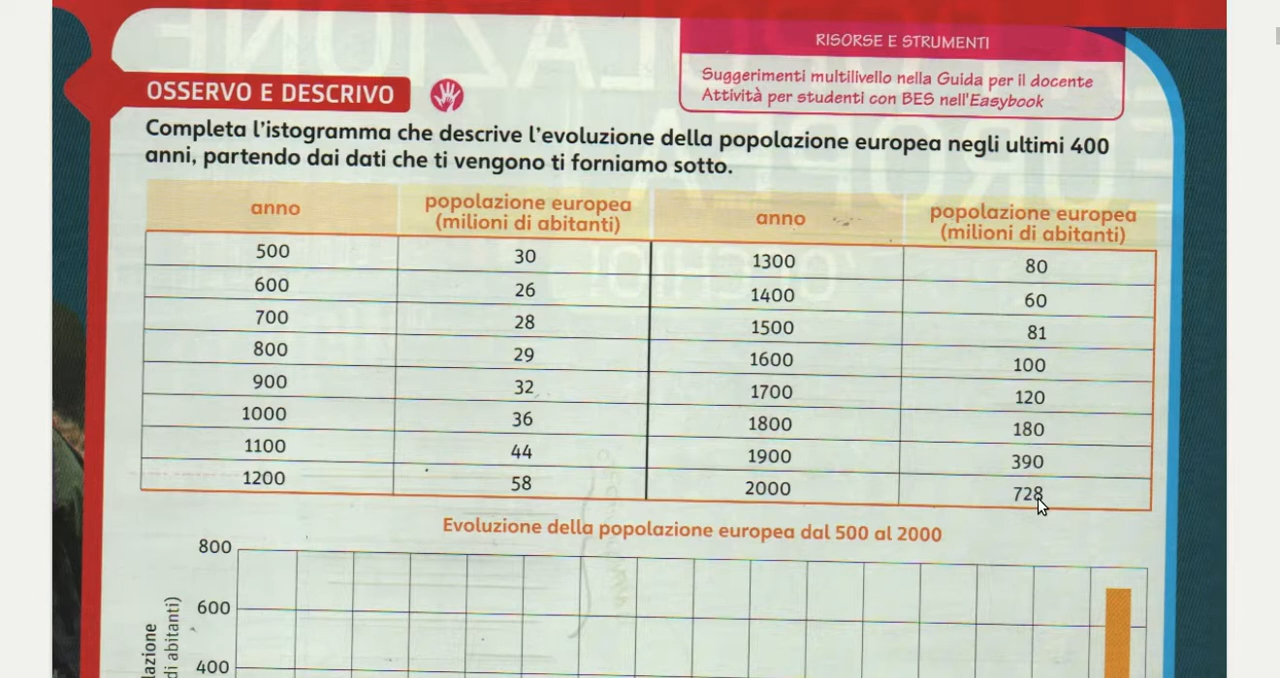 RISORSE E STRUMENTI
Suggerimenti multilivello nella Guida per il docente
Attività per studenti con BES nell'Easybook
OSSERVO E DESCRIVO
Completa l'istogramma che descrive l'evoluzione della popolazione europea negli ultimi 400
anni, partendo dai dati che ti vengono ti forniamo sotto.
anno popolazione europea (milioni di abitanti) anno popolazione europea (milioni di abitanti)
500 30 1300 80
600 26 1400 60
700 28 1500 81
800 29 1600 100
900 32 1700 120
1000 36 1800 180
1100 44 1900 390
1200 58 2000 728
Evoluzione della popolazione europea dal 500 al 2000
800
600
400
lazione
di abitanti)